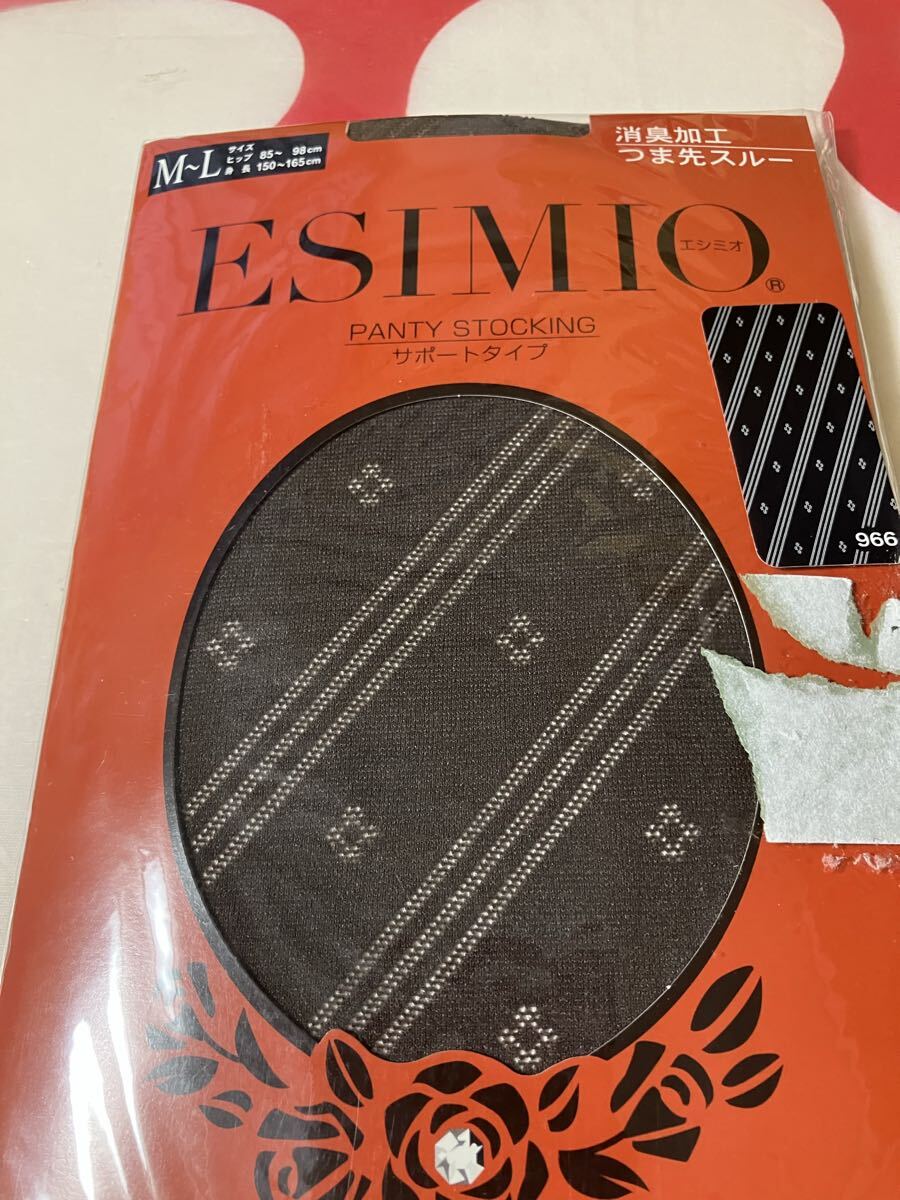 M~L
サイズ
ヒップ 85~ 98cm
身 長 150~165cm
消臭加工
つま先スルー
ESIMIO
エシミオ
®
PANTY STOCKING
サポートタイプ
966